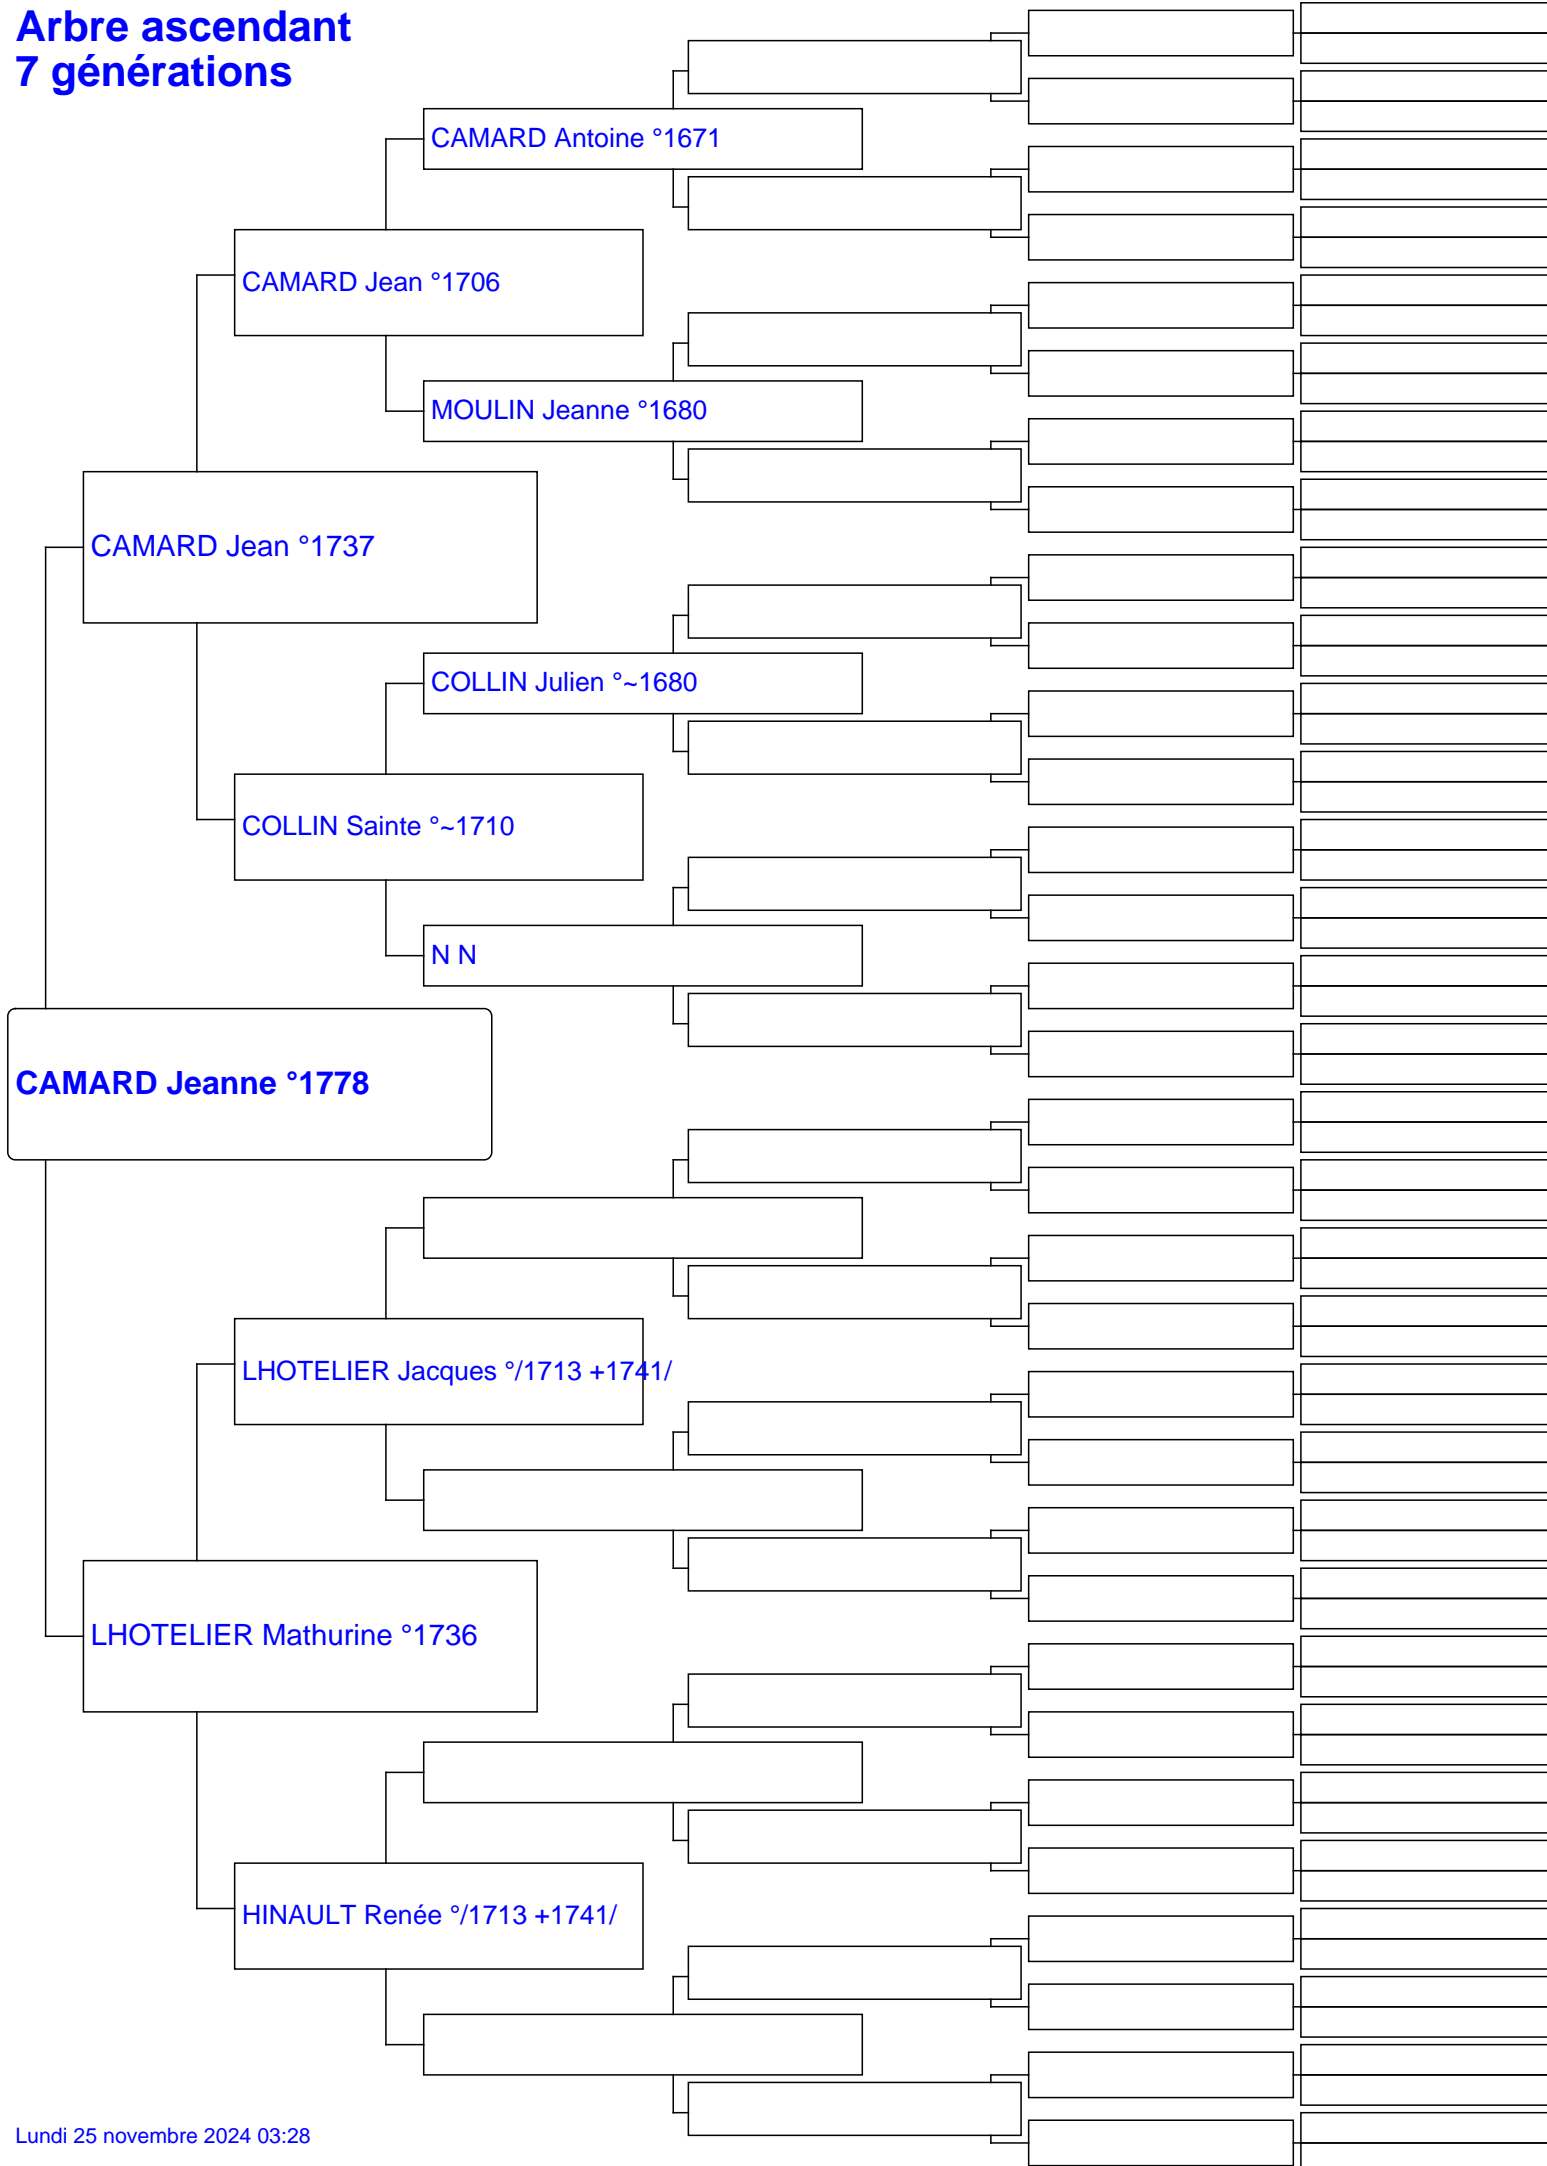 Arbre ascendant
7 générations
CAMARD Antoine °1671
CAMARD Jean °1706
MOULIN Jeanne °1680
CAMARD Jean °1737
COLLIN Julien °~1680
COLLIN Sainte °~1710
N N
CAMARD Jeanne °1778
LHOTELIER Jacques °/1713 +1741/
LHOTELIER Mathurine °1736
HINAULT Renée °/1713 +1741/
Lundi 25 novembre 2024 03:28